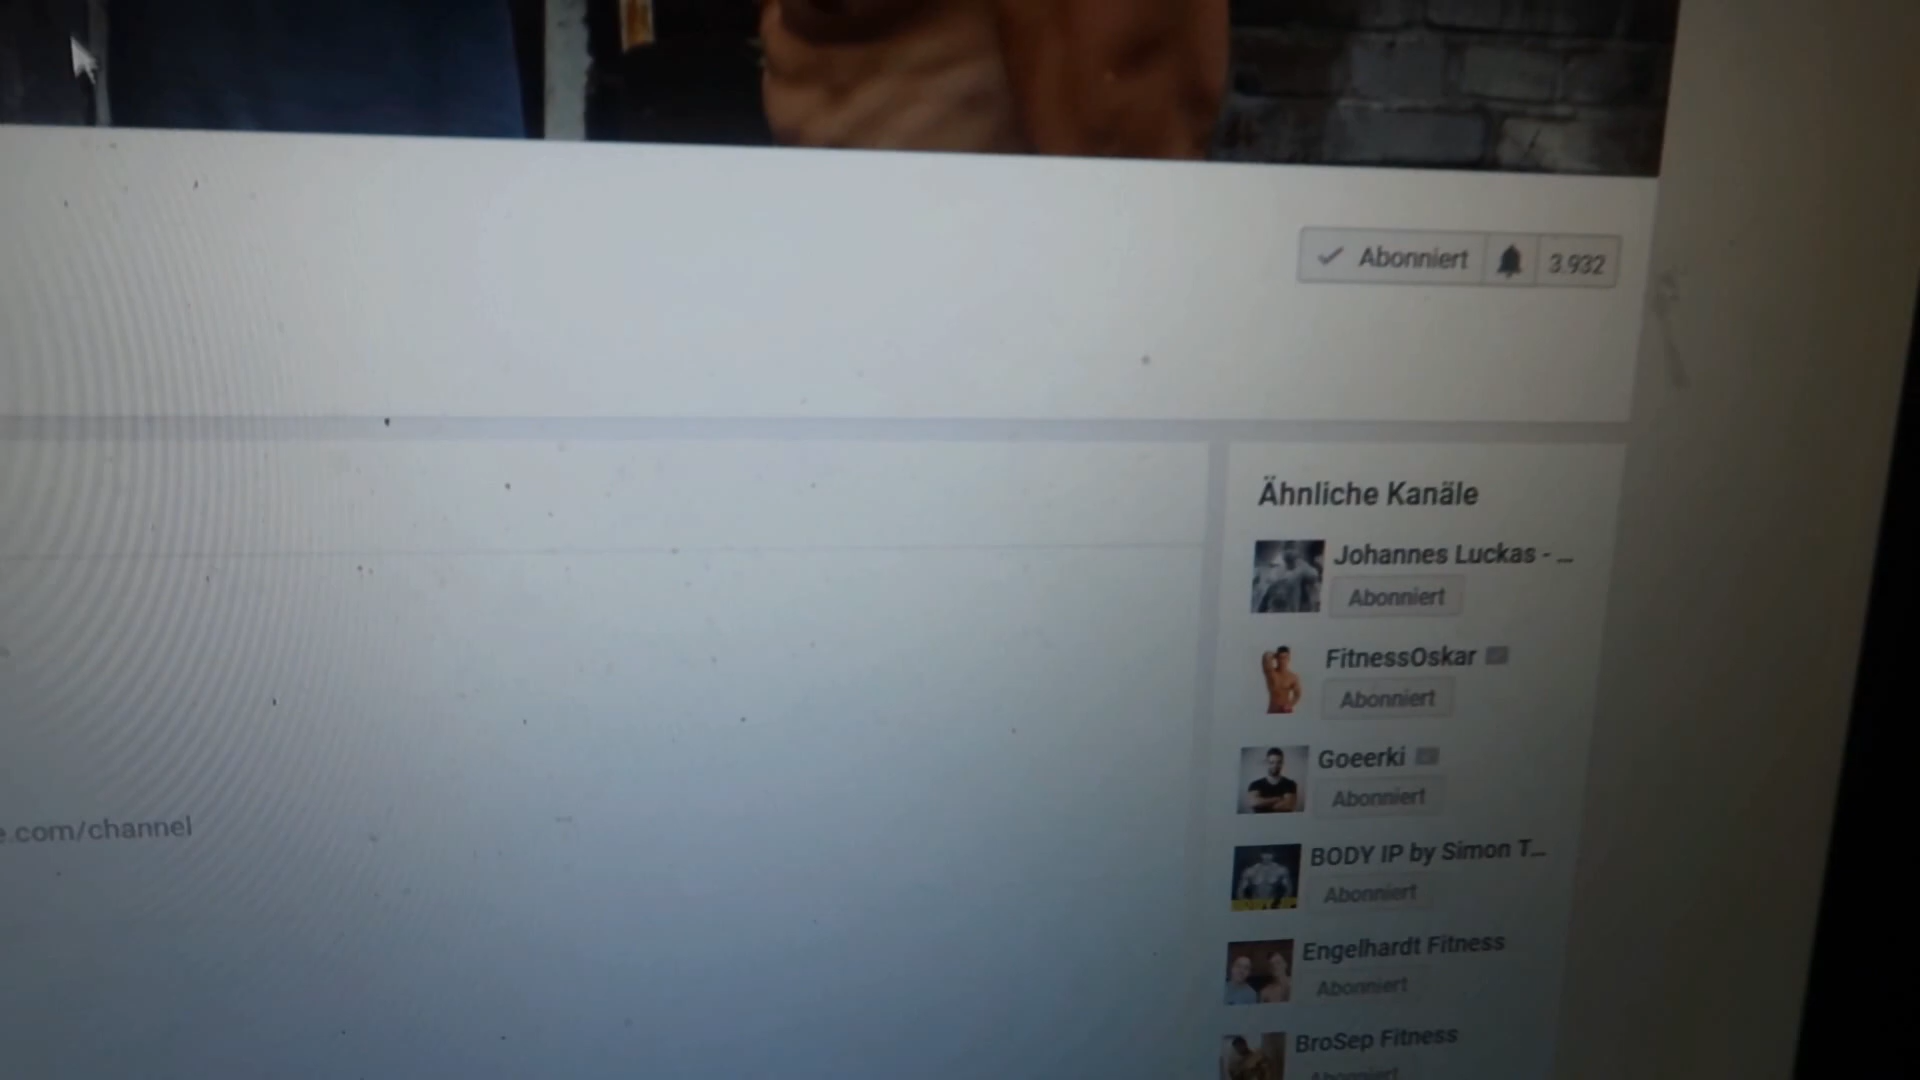 Abonniert 3.932
Ähnliche Kanäle
Johannes Luckas - ...
Abonniert
FitnessOskar
Abonniert
Goeerki
Abonniert
e.com/channel
BODY IP by Simon T...
Abonniert
Engelhardt Fitness
Abonniert
BroSep Fitness
Abonniert